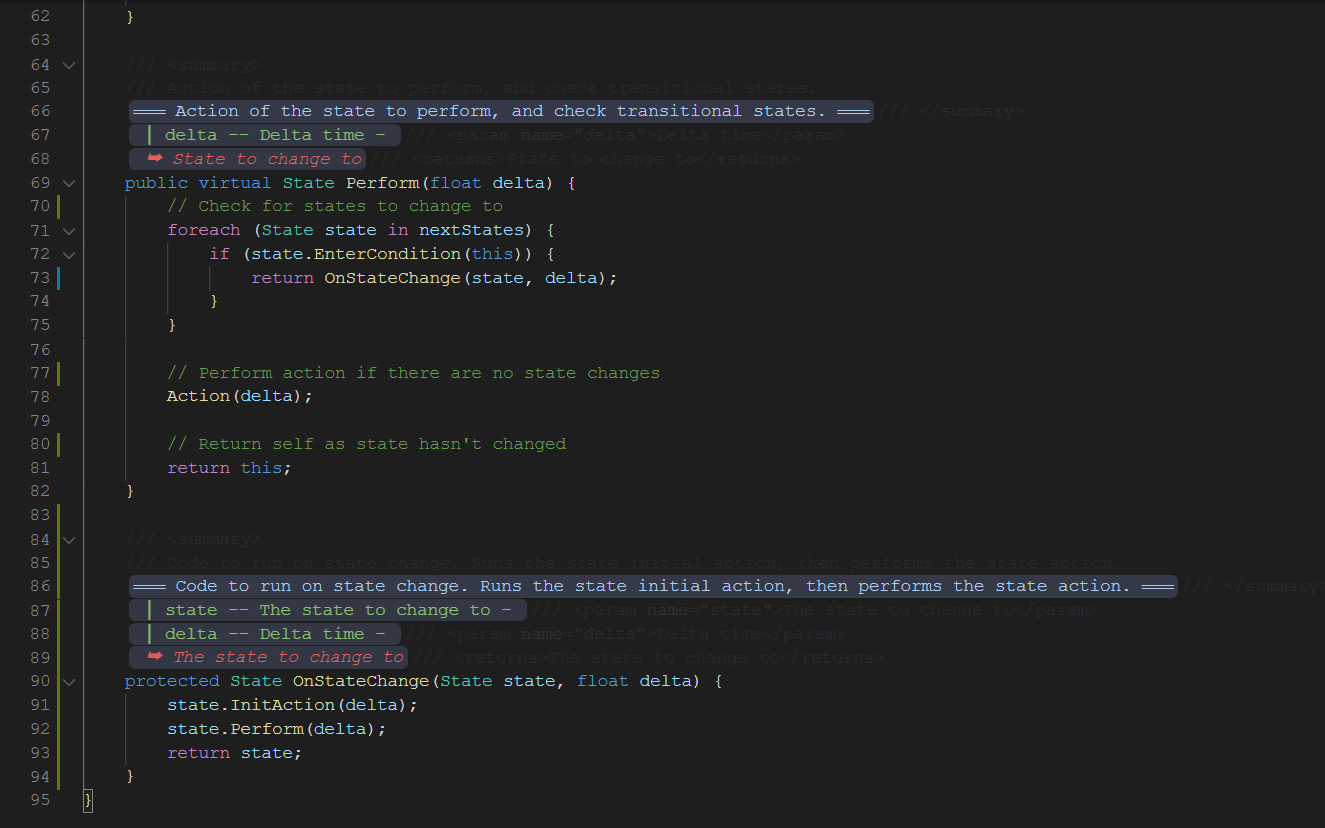 62 }
63
64 /// <summary>
65 /// Action of the state to perform, and check transitional states.
66 === Action of the state to perform, and check transitional states. === /// </summary>
67 | delta -- Delta time - /// <param name="delta">Delta time</param>
68 ➡ State to change to /// <returns>State to change to</returns>
69 public virtual State Perform(float delta) {
70 // Check for states to change to
71 foreach (State state in nextStates) {
72 if (state.EnterCondition(this)) {
73 return OnStateChange(state, delta);
74 }
75 }
76
77 // Perform action if there are no state changes
78 Action(delta);
79
80 // Return self as state hasn't changed
81 return this;
82 }
83
84 /// <summary>
85 /// Code to run on state change. Runs the state initial action, then performs the state action.
86 === Code to run on state change. Runs the state initial action, then performs the state action. === /// </summary
87 | state -- The state to change to - /// <param name="state">The state to change to</param>
88 | delta -- Delta time - /// <param name="delta">Delta time</param>
89 ➡ The state to change to /// <returns>The state to change to</returns>
90 protected State OnStateChange(State state, float delta) {
91 state.InitAction(delta);
92 state.Perform(delta);
93 return state;
94 }
95 }